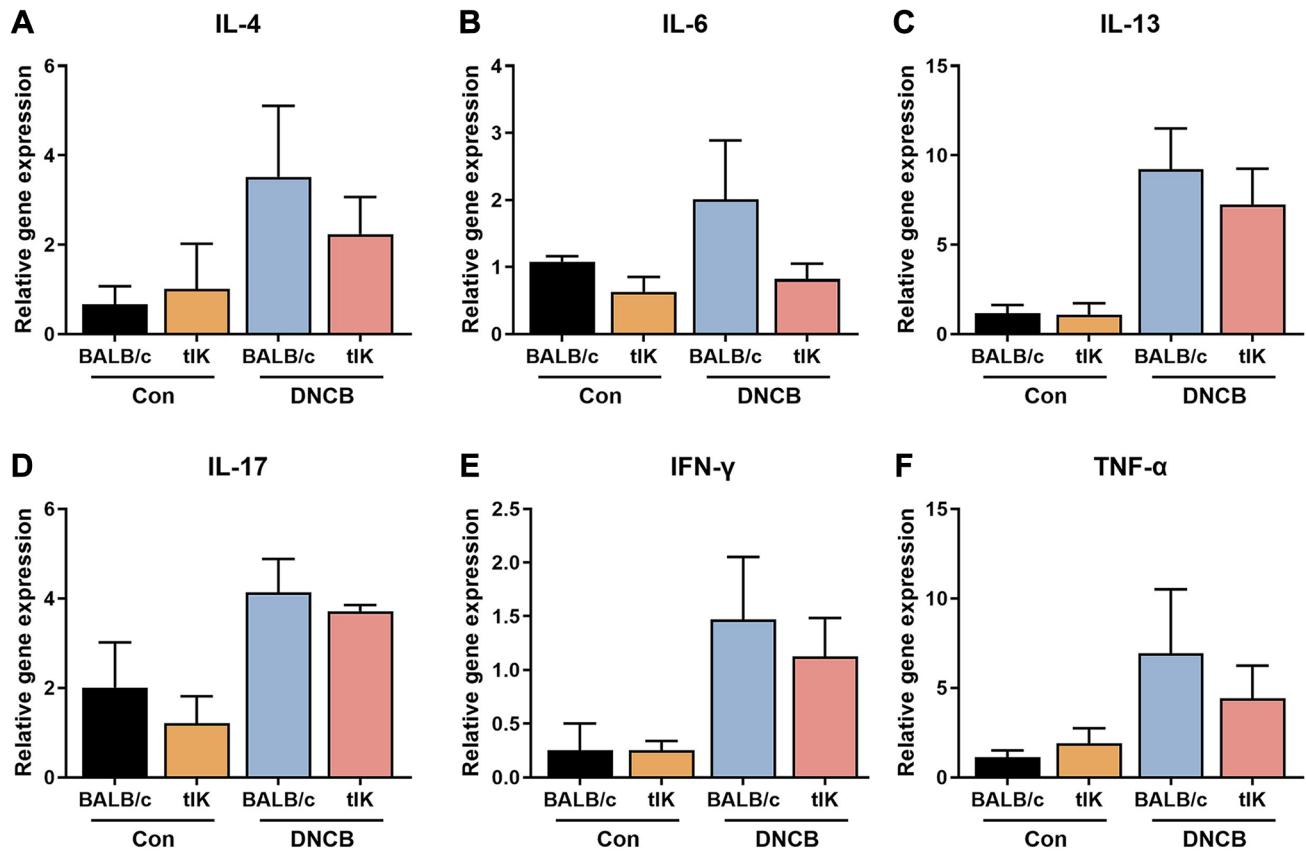 A IL-4
Relative gene expression
6
4
2
0
BALB/c tIK BALB/c tIK
Con DNCB
B IL-6
Relative gene expression
4
3
2
1
0
BALB/c tIK BALB/c tIK
Con DNCB
C IL-13
Relative gene expression
15
10
5
0
BALB/c tIK BALB/c tIK
Con DNCB
D IL-17
Relative gene expression
6
4
2
0
BALB/c tIK BALB/c tIK
Con DNCB
E IFN-γ
Relative gene expression
2.5
2.0
1.5
1.0
0.5
0.0
BALB/c tIK BALB/c tIK
Con DNCB
F TNF-α
Relative gene expression
15
10
5
0
BALB/c tIK BALB/c tIK
Con DNCB